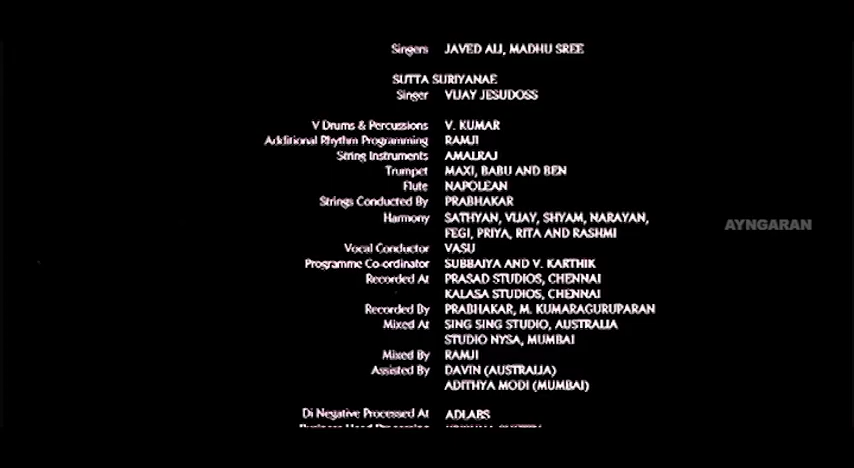 Singers JAVED ALI, MADHU SREE
SUTTA SURIYANAE
Singer VIJAY JESUDOSS
V Drums & Percussions V. KUMAR
Additional Rhythm Programming RAMJI
String Instruments AMALRAJ
Trumpet MAXI, BABU AND BEN
Flute NAPOLEAN
Strings Conducted By PRABHAKAR
Harmony SATHYAN, VIJAY, SHYAM, NARAYAN,
FEGI, PRIYA, RITA AND RASHMI
AYNGARAN
Vocal Conductor VASU
Programme Co-ordinator SUBBAIYA AND V. KARTHIK
Recorded At PRASAD STUDIOS, CHENNAI
KALASA STUDIOS, CHENNAI
Recorded By PRABHAKAR, M. KUMARAGURUPARAN
Mixed At SING SING STUDIO, AUSTRALIA
STUDIO NYSA, MUMBAI
Mixed By RAMJI
Assisted By DAVIN (AUSTRALIA)
ADITHYA MODI (MUMBAI)
Di Negative Processed At ADLABS